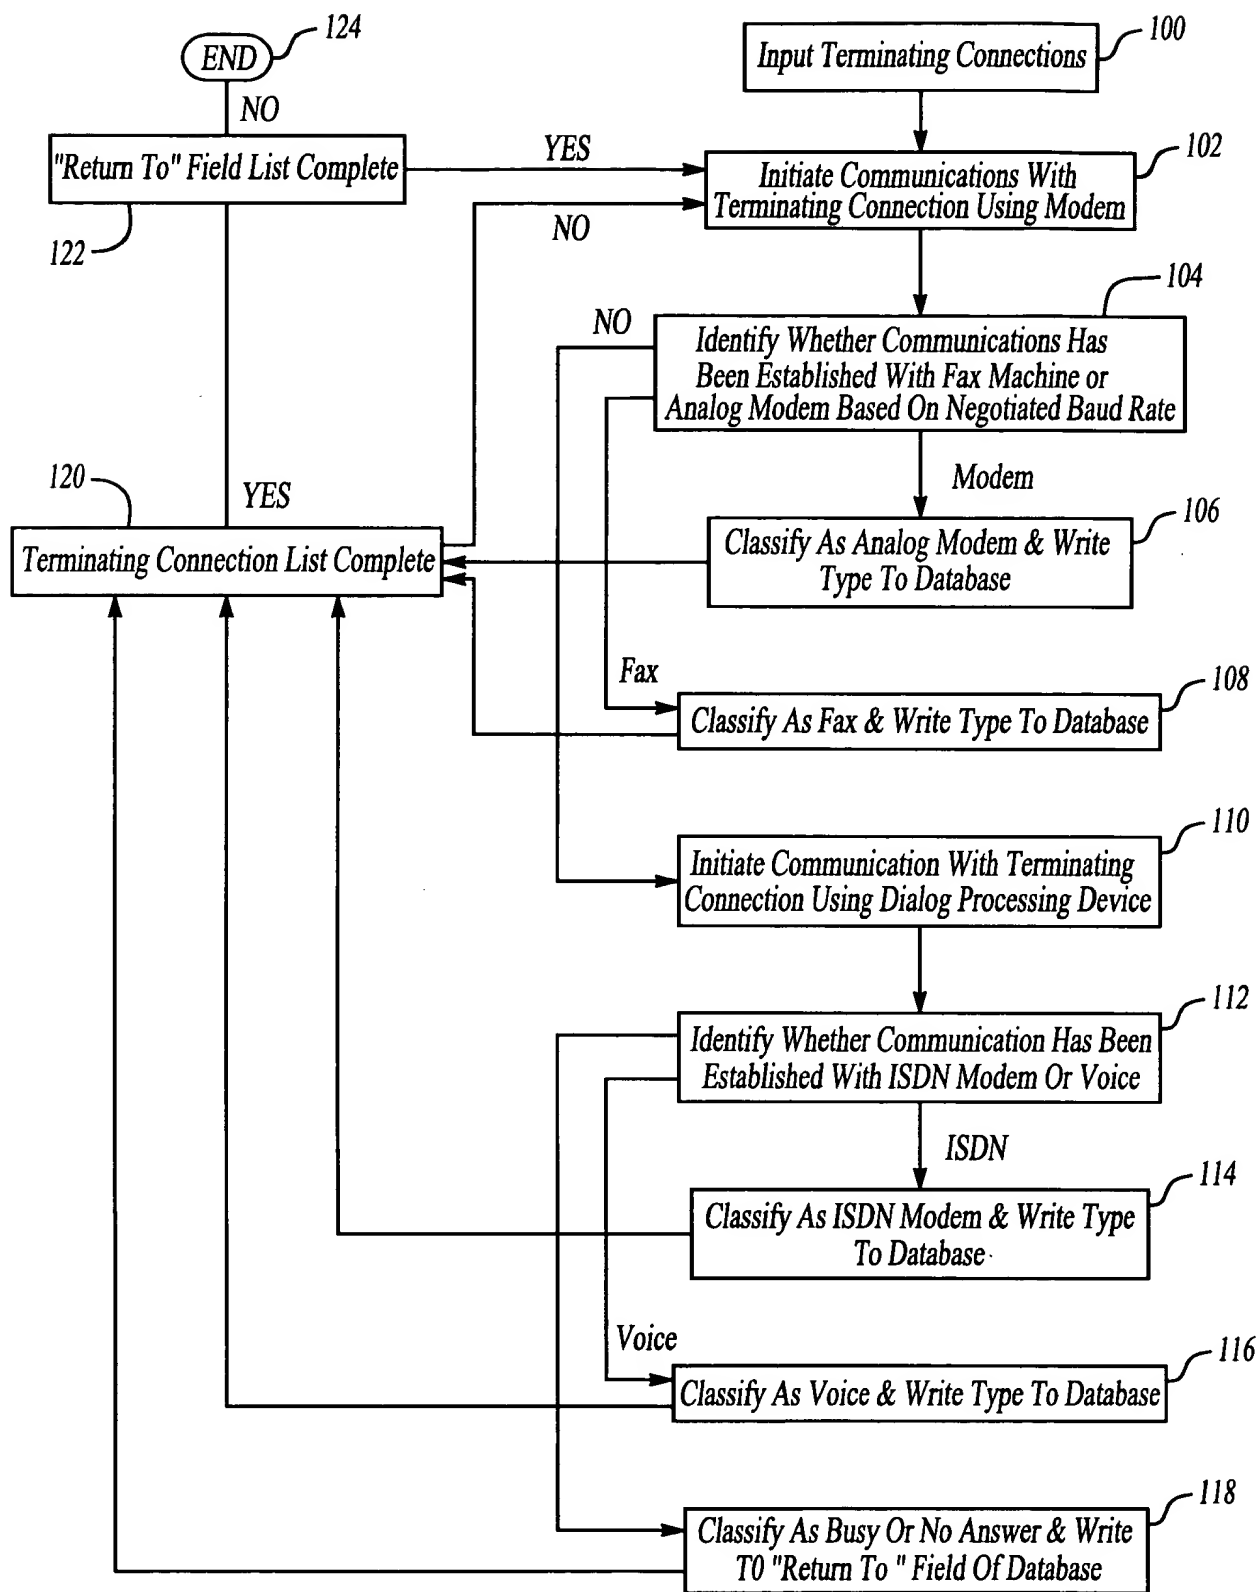 124
END
NO
100
Input Terminating Connections
"Return To" Field List Complete
YES
122
102
Initiate Communications With
Terminating Connection Using Modem
NO
104
NO
Identify Whether Communications Has
Been Established With Fax Machine or
Analog Modem Based On Negotiated Baud Rate
Modem
120
YES
Terminating Connection List Complete
106
Classify As Analog Modem & Write
Type To Database
Fax
108
Classify As Fax & Write Type To Database
110
Initiate Communication With Terminating
Connection Using Dialog Processing Device
112
Identify Whether Communication Has Been
Established With ISDN Modem Or Voice
ISDN
114
Classify As ISDN Modem & Write Type
To Database
Voice
116
Classify As Voice & Write Type To Database
118
Classify As Busy Or No Answer & Write
T0 "Return To " Field Of Database